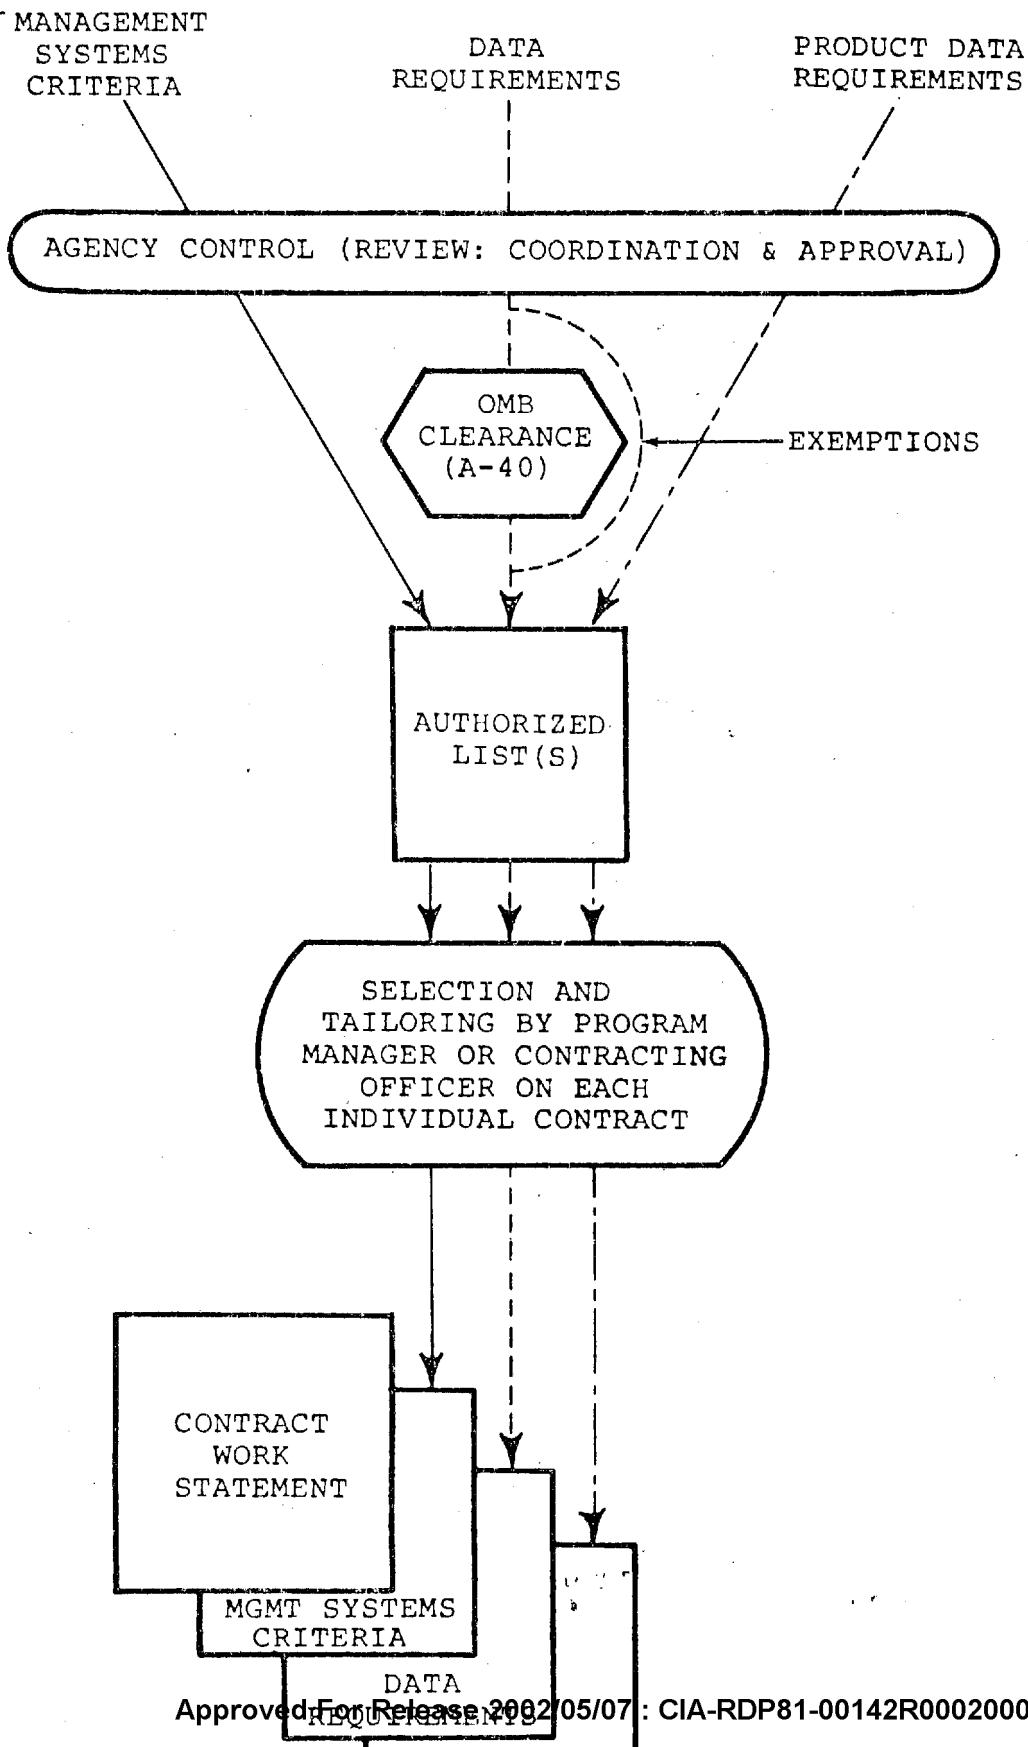 MANAGEMENT
SYSTEMS
CRITERIA
DATA
REQUIREMENTS
PRODUCT DATA
REQUIREMENTS
AGENCY CONTROL (REVIEW: COORDINATION & APPROVAL)
OMB
CLEARANCE
(A-40)
EXEMPTIONS
AUTHORIZED
LIST(S)
SELECTION AND
TAILORING BY PROGRAM
MANAGER OR CONTRACTING
OFFICER ON EACH
INDIVIDUAL CONTRACT
CONTRACT
WORK
STATEMENT
MGMT SYSTEMS
CRITERIA
DATA
REQUIREMENTS
Approved For Release 2002/05/07 : CIA-RDP81-00142R0002000